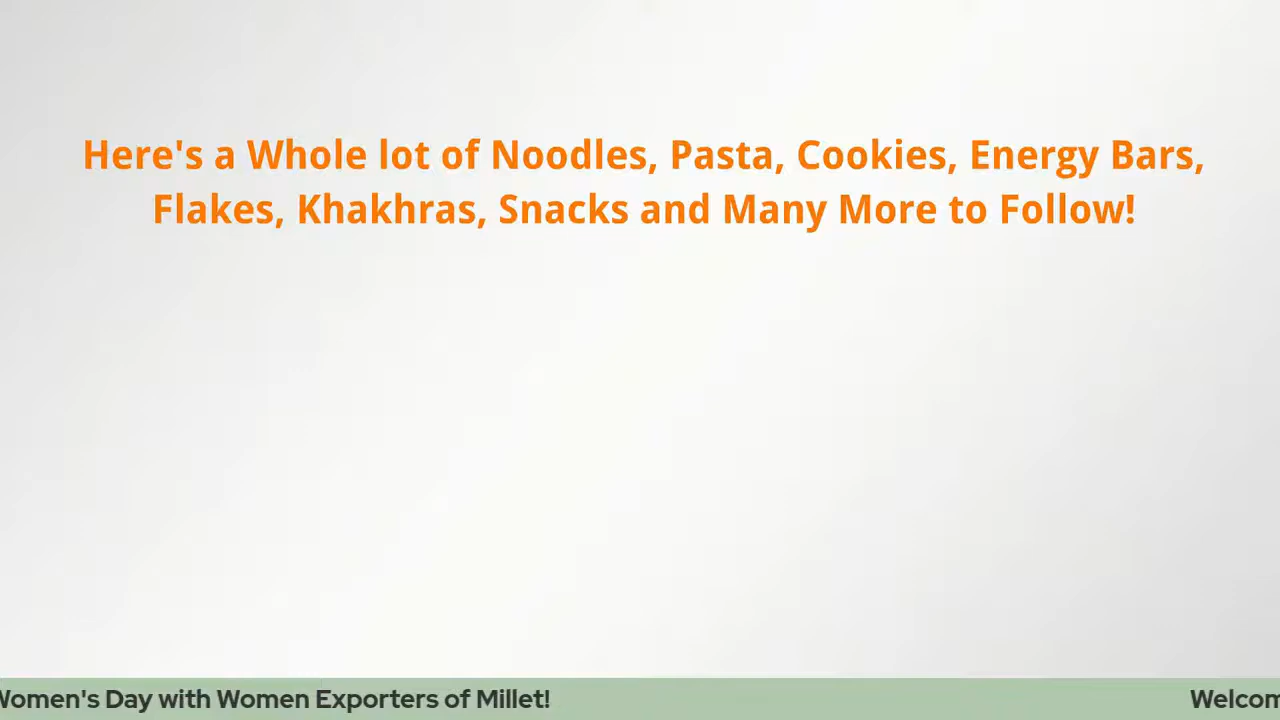 Here's a Whole lot of Noodles, Pasta, Cookies, Energy Bars,
Flakes, Khakhras, Snacks and Many More to Follow!
Women's Day with Women Exporters of Millet!